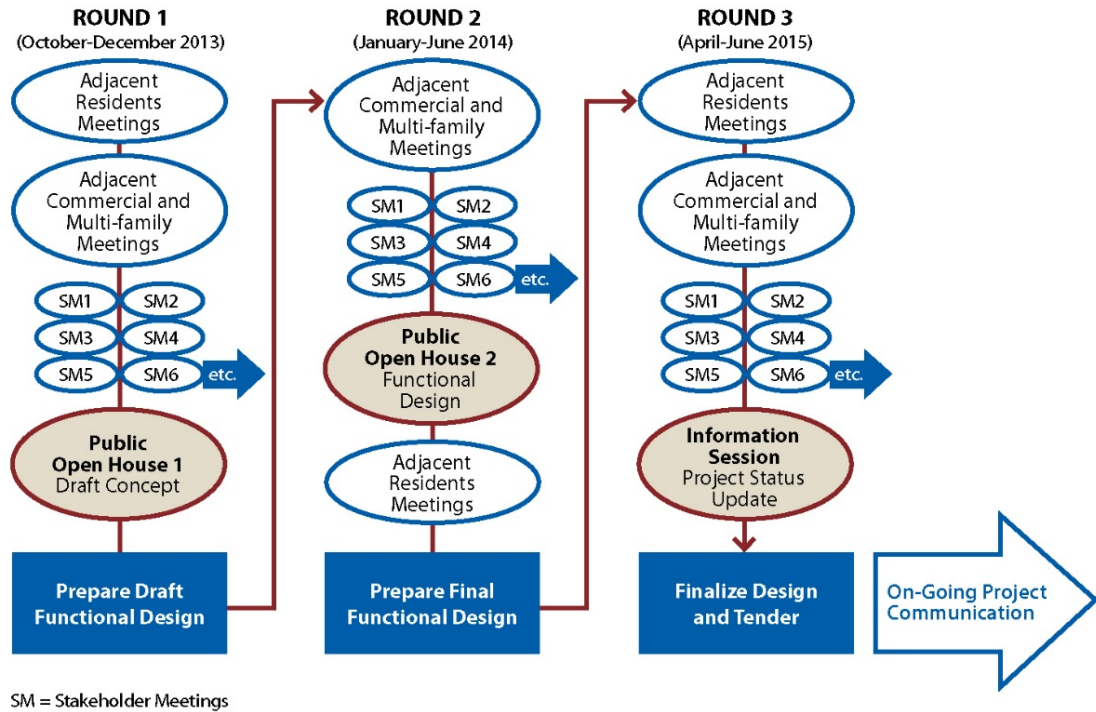 ROUND 1
(October-December 2013)
Adjacent
Residents
Meetings
Adjacent
Commercial and
Multi-family
Meetings
SM1
SM2
SM3
SM4
SM5
SM6
etc.
Public
Open House 1
Draft Concept
Prepare Draft
Functional Design
ROUND 2
(January-June 2014)
Adjacent
Commercial and
Multi-family
Meetings
SM1
SM2
SM3
SM4
SM5
SM6
etc.
Public
Open House 2
Functional
Design
Adjacent
Residents
Meetings
Prepare Final
Functional Design
ROUND 3
(April-June 2015)
Adjacent
Residents
Meetings
Adjacent
Commercial and
Multi-family
Meetings
SM1
SM2
SM3
SM4
SM5
SM6
etc.
Information
Session
Project Status
Update
Finalize Design
and Tender
On-Going Project
Communication
SM = Stakeholder Meetings